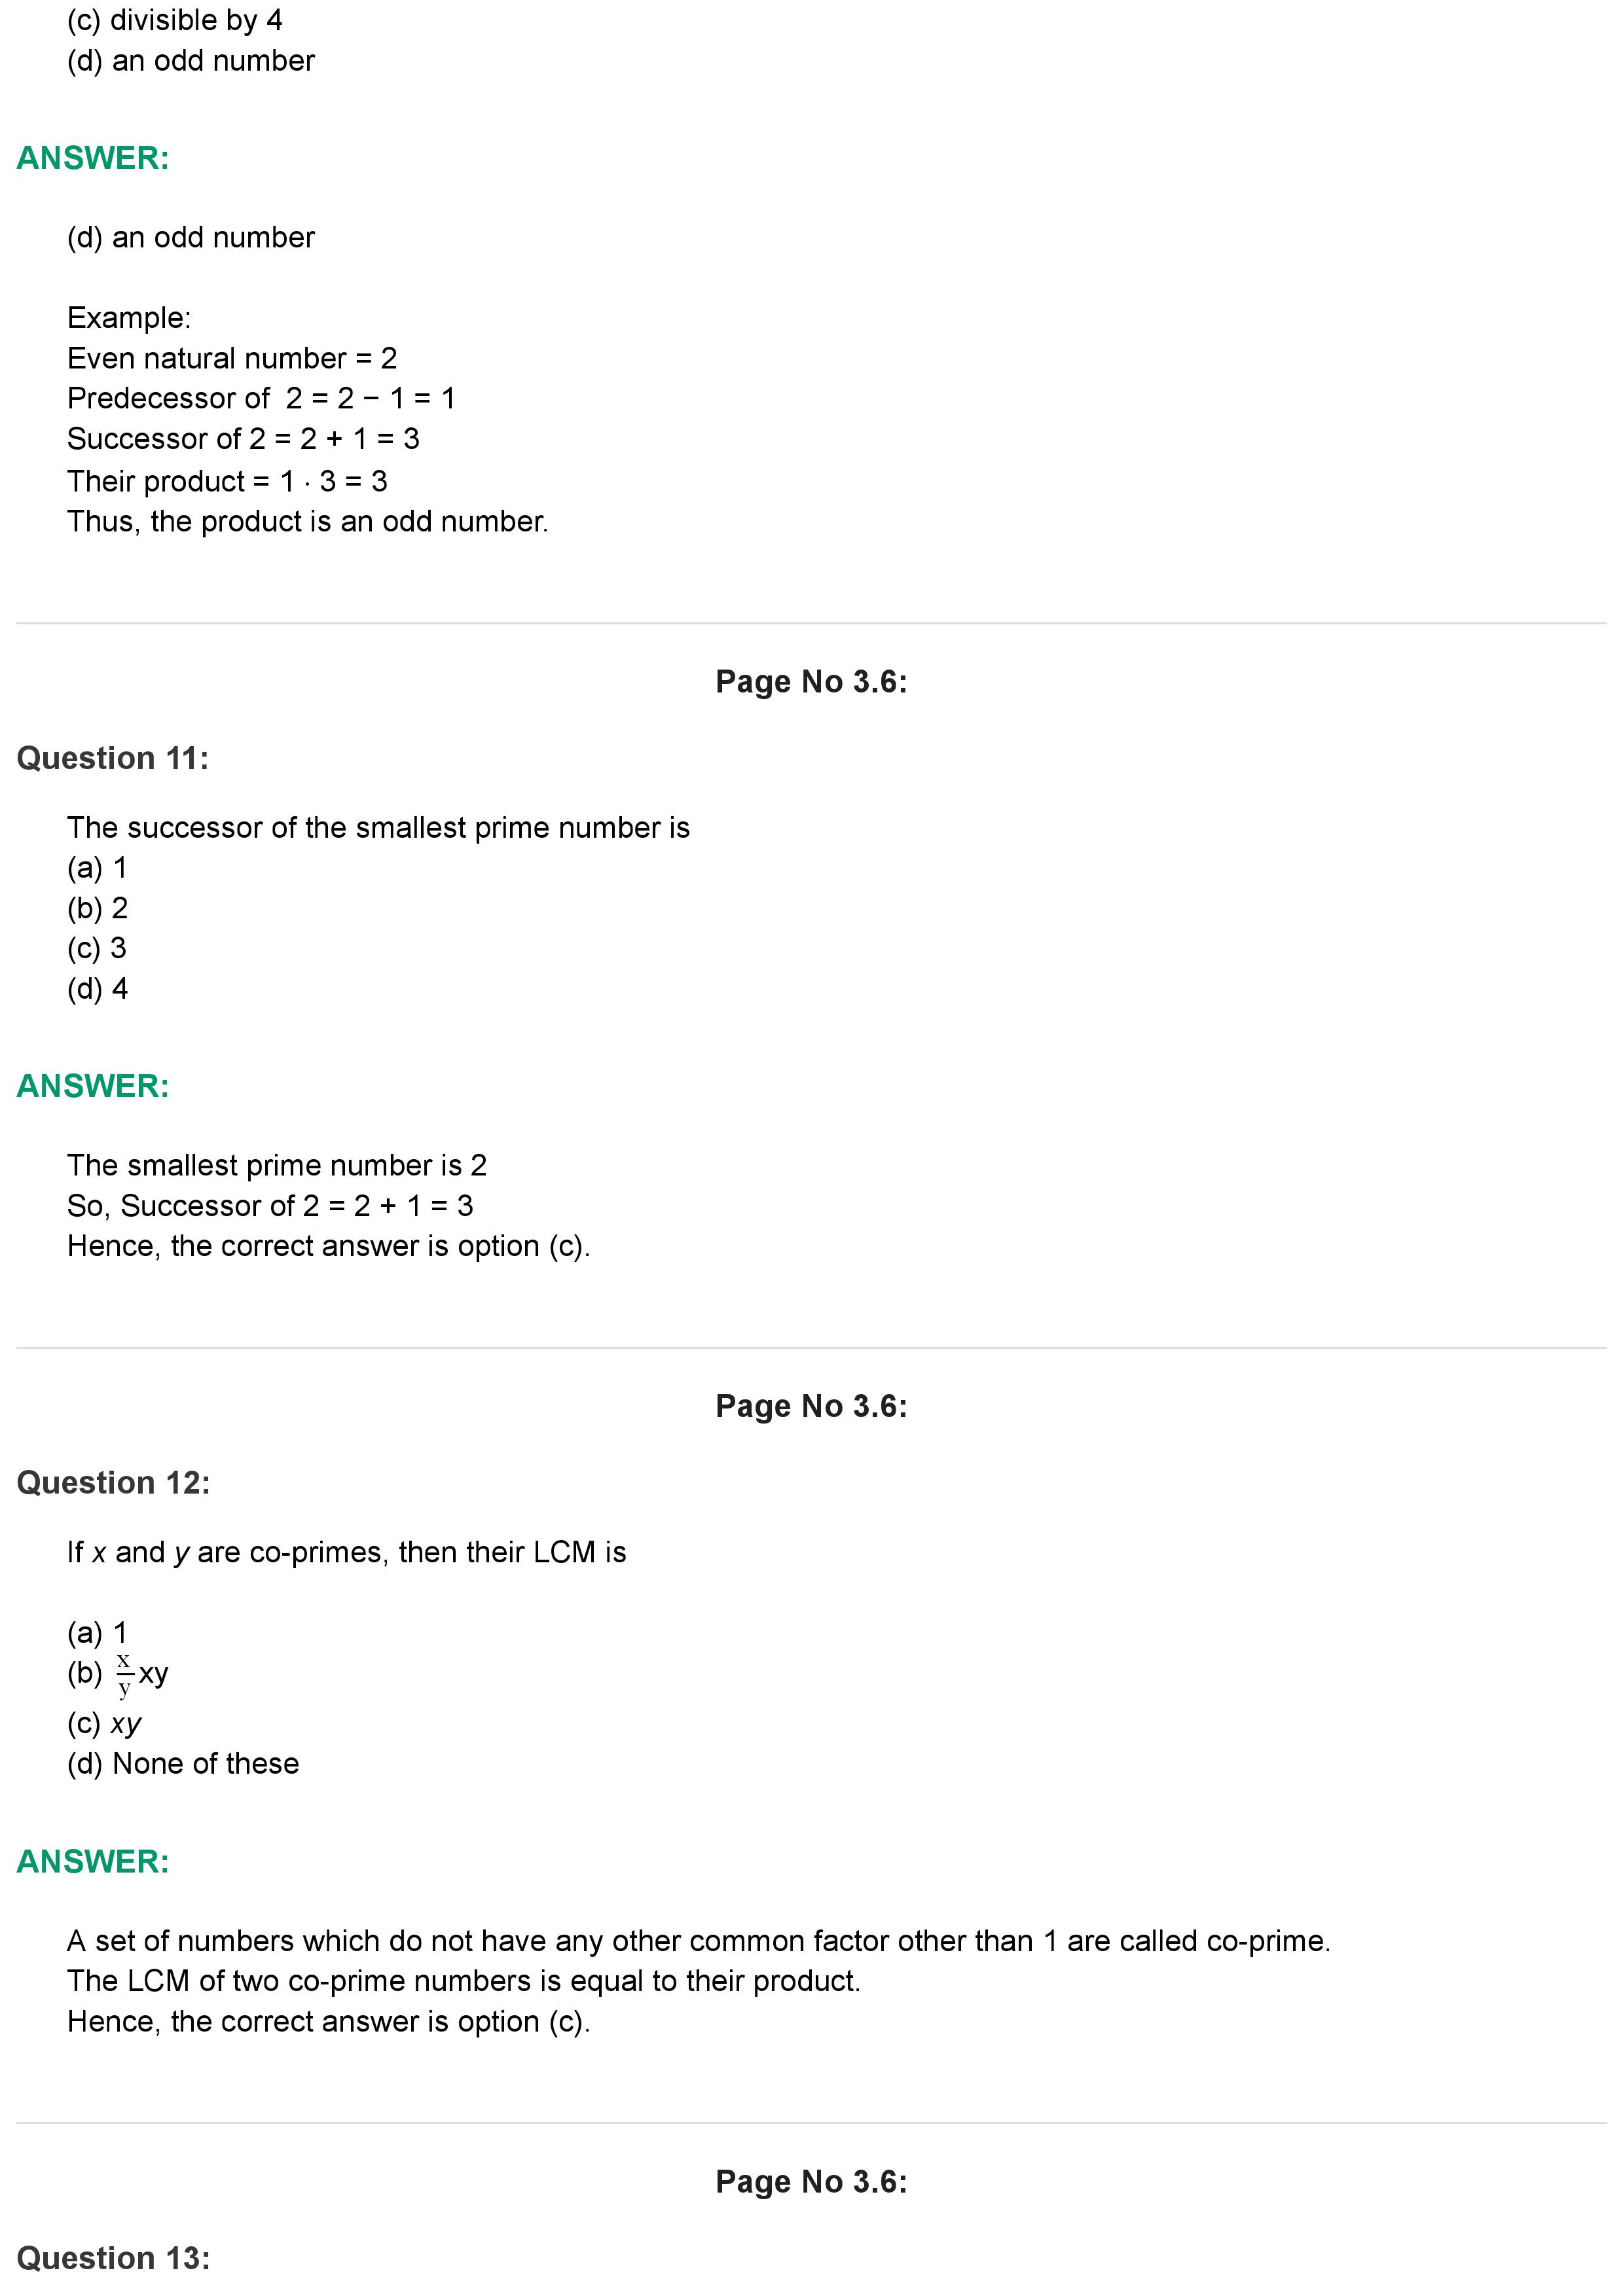 (c) divisible by 4
(d) an odd number
ANSWER:
(d) an odd number
Example:
Even natural number = 2
Predecessor of  2 = 2 − 1 = 1
Successor of 2 = 2 + 1 = 3
Their product = 1 · 3 = 3
Thus, the product is an odd number.
Page No 3.6:
Question 11:
The successor of the smallest prime number is
(a) 1
(b) 2
(c) 3
(d) 4
ANSWER:
The smallest prime number is 2
So, Successor of 2 = 2 + 1 = 3
Hence, the correct answer is option (c).
Page No 3.6:
Question 12:
If x and y are co-primes, then their LCM is
(a) 1
(b) x/y xy
(c) xy
(d) None of these
ANSWER:
A set of numbers which do not have any other common factor other than 1 are called co-prime.
The LCM of two co-prime numbers is equal to their product.
Hence, the correct answer is option (c).
Page No 3.6:
Question 13: